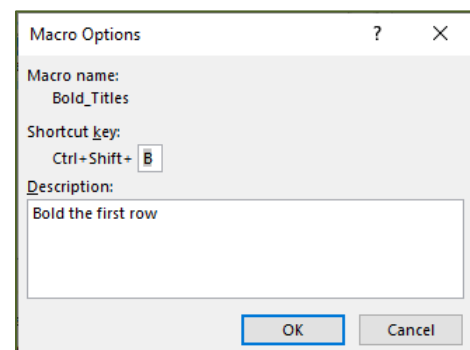 Macro Options ? ×
Macro name:
Bold_Titles
Shortcut key:
Ctrl+Shift+ B
Description:
Bold the first row
OK Cancel